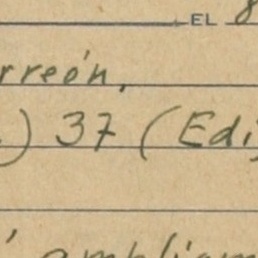 EL 8
rreón,
) 37 (Edi
ampliam